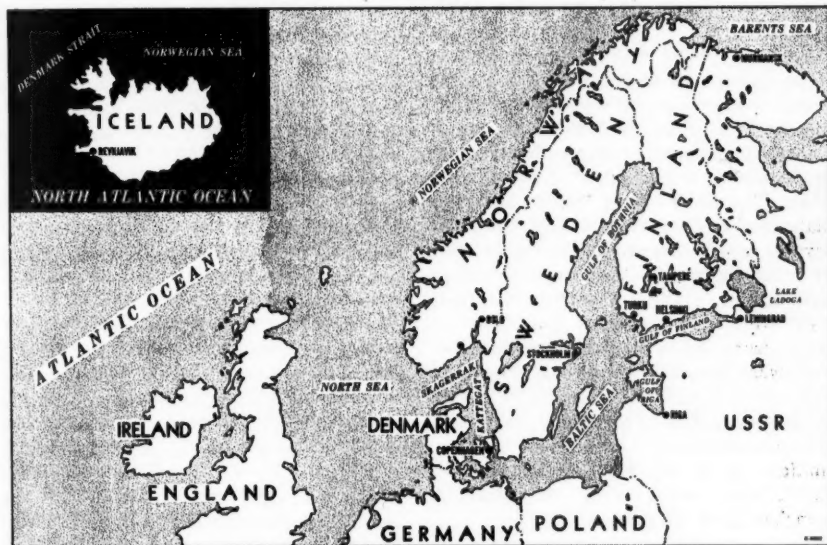 DENMARK STRAIT
NORWEGIAN SEA
ICELAND
REYKJAVIK
NORTH ATLANTIC OCEAN
BARENTS SEA
MURMANSK
NORWEGIAN SEA
NORWAY
SWEDEN
FINLAND
GULF OF BOTHNIA
ATLANTIC OCEAN
TAMPERE
LAKE
LADOGA
TURKU
HELSINKI
LENINGRAD
GULF OF FINLAND
OSLO
STOCKHOLM
NORTH SEA
SKAGERRAK
KATTEGAT
BALTIC SEA
GULF
OF
RIGA
RIGA
USSR
IRELAND
DENMARK
COPENHAGEN
ENGLAND
GERMANY
POLAND